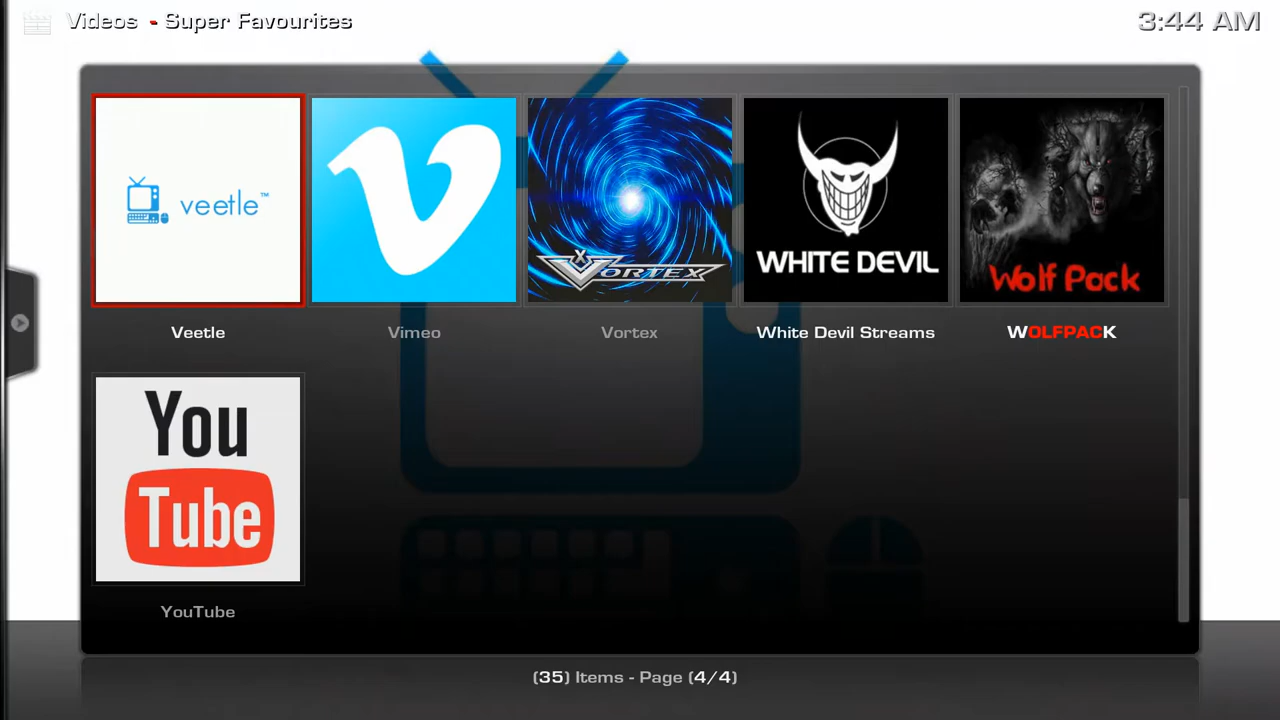 Videos - Super Favourites
3:44 AM
veetle™
VORTEX
WHITE DEVIL
Wolf Pack
Veetle
Vimeo
Vortex
White Devil Streams
WOLFPACK
You
Tube
YouTube
(35) Items - Page (4/4)